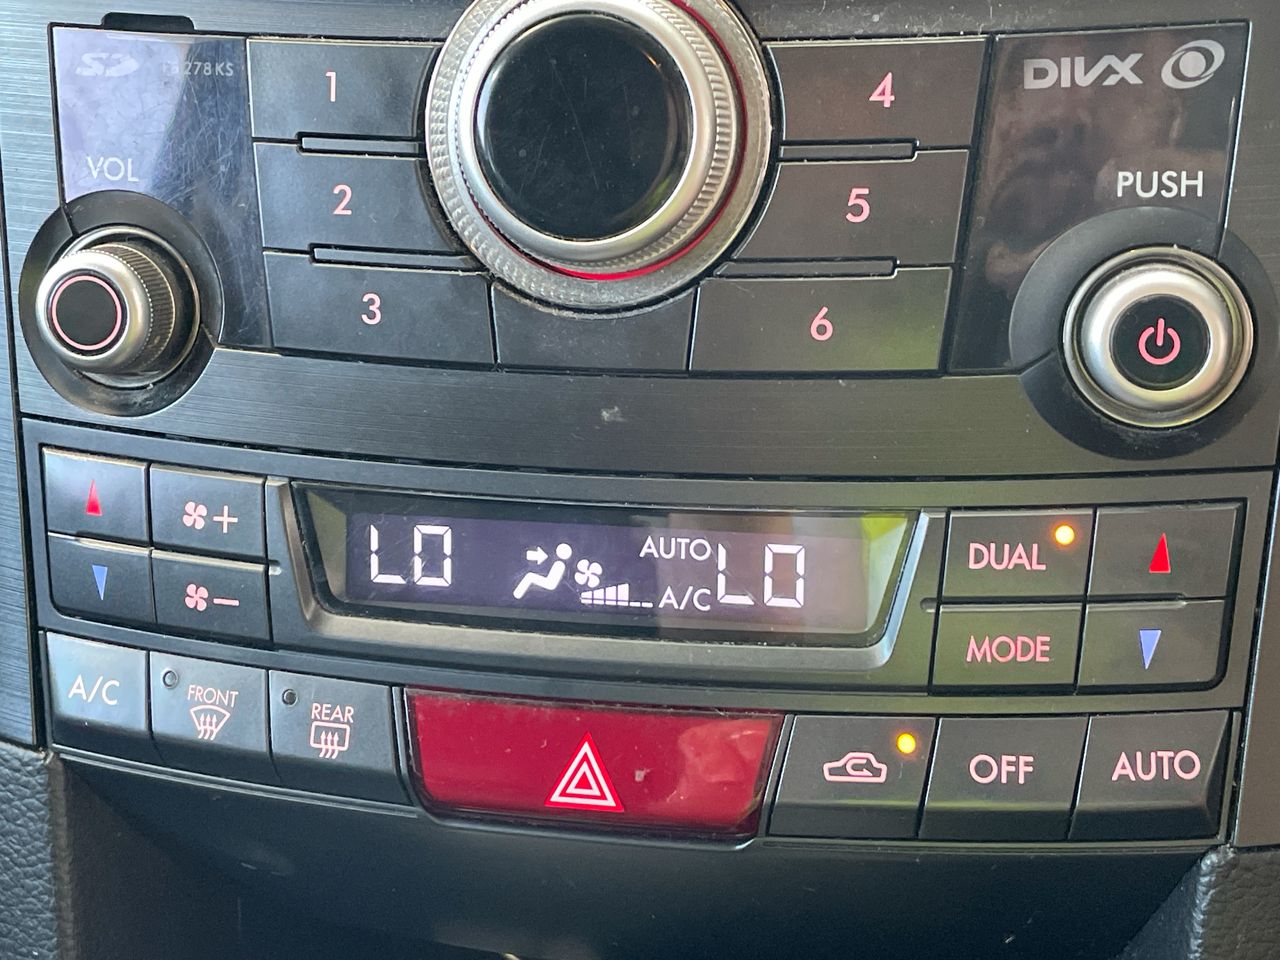 SD
VOL
1
2
3
4
5
6
DIVX
PUSH
LO
AUTO
A/C
LO
DUAL
MODE
A/C
FRONT
REAR
OFF
AUTO